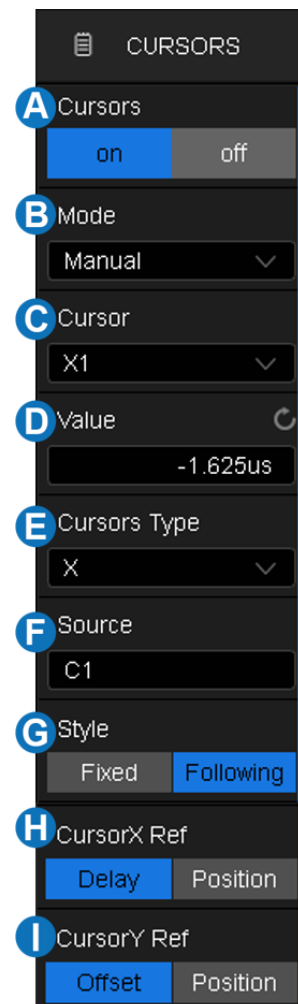 CURSORS
A Cursors
on off
B Mode
Manual
C Cursor
X1
D Value
-1.625us
E Cursors Type
X
F Source
C1
G Style
Fixed Following
H CursorX Ref
Delay Position
I CursorY Ref
Offset Position